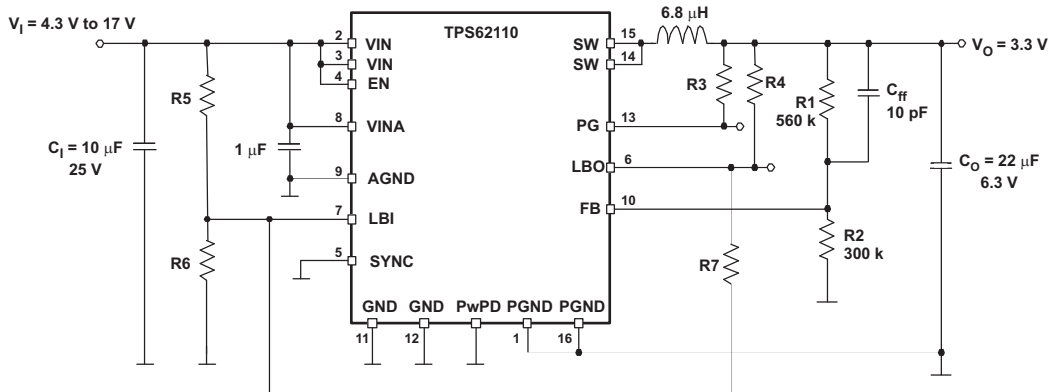 V_I = 4.3 V to 17 V
TPS62110
6.8 μH
2
VIN
3
VIN
4
EN
8
VINA
9
AGND
7
LBI
5
SYNC
15
SW
14
SW
13
PG
6
LBO
10
FB
GND
GND
PwPD
PGND
PGND
11
12
1
16
R5
C_I = 10 μF
25 V
1 μF
R6
R3
R4
R1
560 k
C_ff
10 pF
V_O = 3.3 V
C_O = 22 μF
6.3 V
R2
300 k
R7